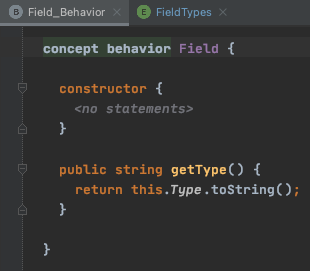 B Field_Behavior × E FieldTypes ×
concept behavior Field {
constructor {
<no statements>
}
public string getType() {
return this.Type.toString();
}
}